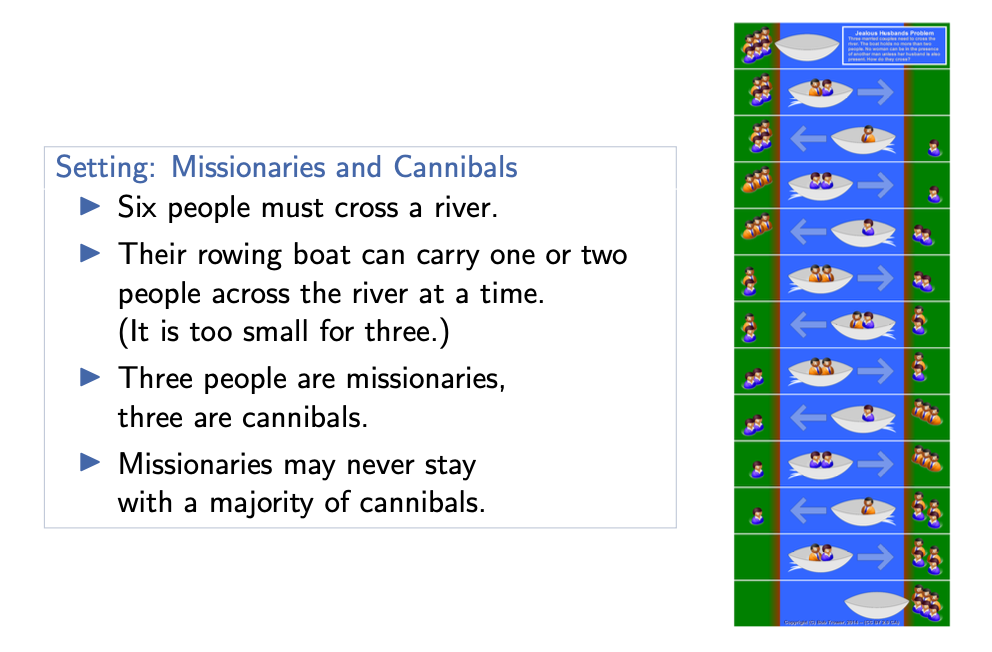 Setting: Missionaries and Cannibals
Six people must cross a river.
Their rowing boat can carry one or two
people across the river at a time.
(It is too small for three.)
Three people are missionaries,
three are cannibals.
Missionaries may never stay
with a majority of cannibals.
Jealous Husbands Problem
Three married couples need to cross the
river. The boat holds no more than two
people. No woman can be in the presence
of another man unless her husband is also
present. How do they cross?